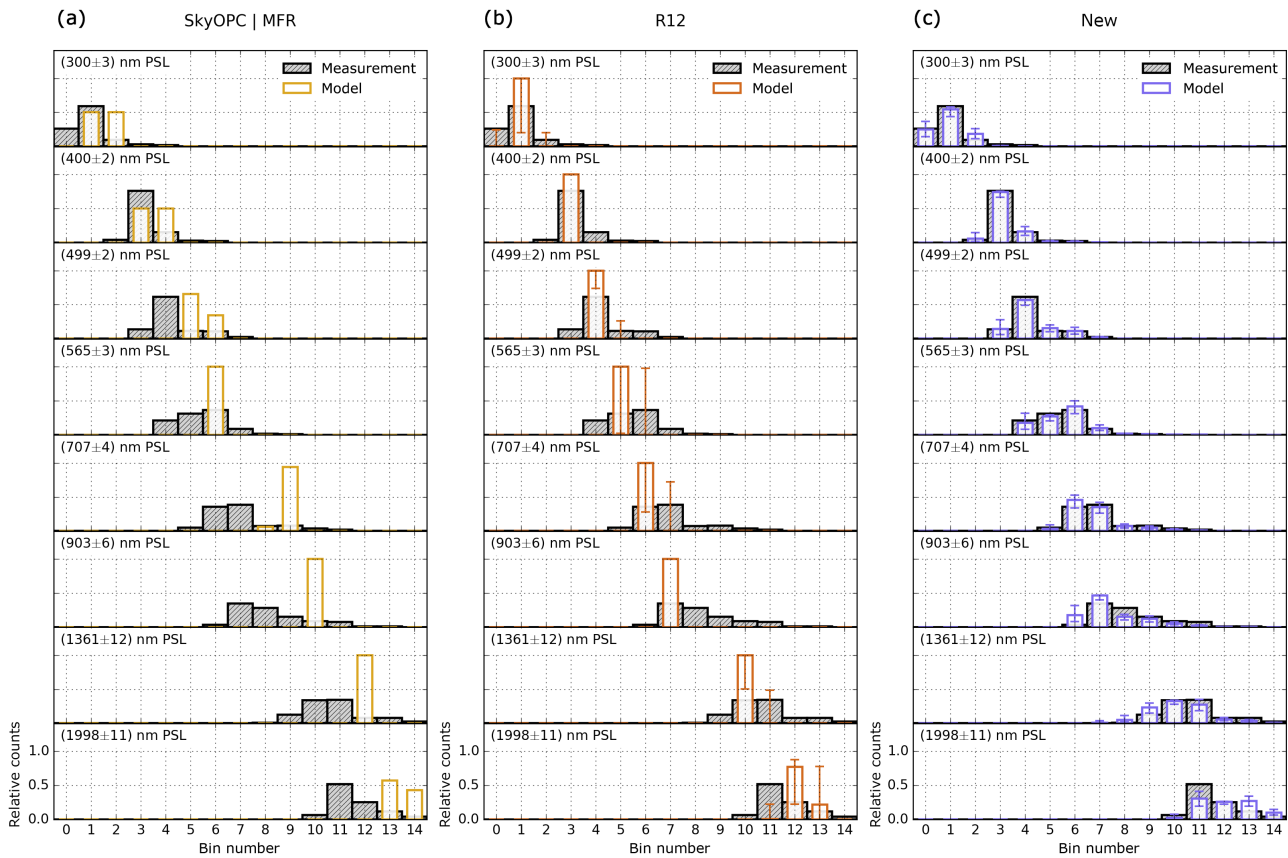 (a)
SkyOPC | MFR
(300±3) nm PSL
Measurement
Model
(400±2) nm PSL
(499±2) nm PSL
(565±3) nm PSL
(707±4) nm PSL
(903±6) nm PSL
(1361±12) nm PSL
(1998±11) nm PSL
Relative counts
1.0
0.5
0.0
0 1 2 3 4 5 6 7 8 9 10 11 12 13 14
Bin number
(b)
R12
(300±3) nm PSL
Measurement
Model
(400±2) nm PSL
(499±2) nm PSL
(565±3) nm PSL
(707±4) nm PSL
(903±6) nm PSL
(1361±12) nm PSL
(1998±11) nm PSL
Relative counts
1.0
0.5
0.0
0 1 2 3 4 5 6 7 8 9 10 11 12 13 14
Bin number
(c)
New
(300±3) nm PSL
Measurement
Model
(400±2) nm PSL
(499±2) nm PSL
(565±3) nm PSL
(707±4) nm PSL
(903±6) nm PSL
(1361±12) nm PSL
(1998±11) nm PSL
Relative counts
1.0
0.5
0.0
0 1 2 3 4 5 6 7 8 9 10 11 12 13 14
Bin number